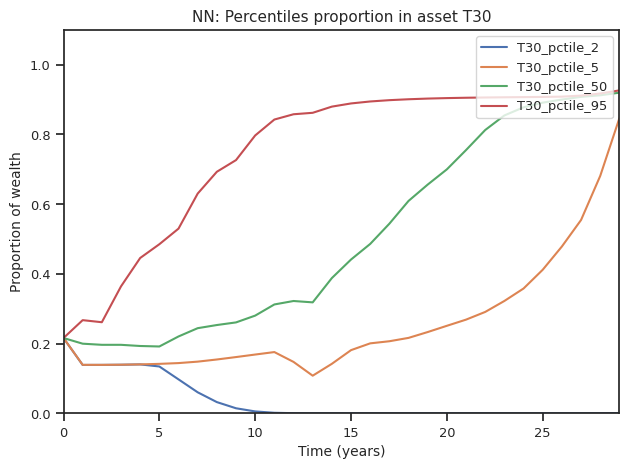 NN: Percentiles proportion in asset T30
T30_pctile_2
T30_pctile_5
T30_pctile_50
T30_pctile_95
Proportion of wealth
1.0
0.8
0.6
0.4
0.2
0.0
0 5 10 15 20 25
Time (years)